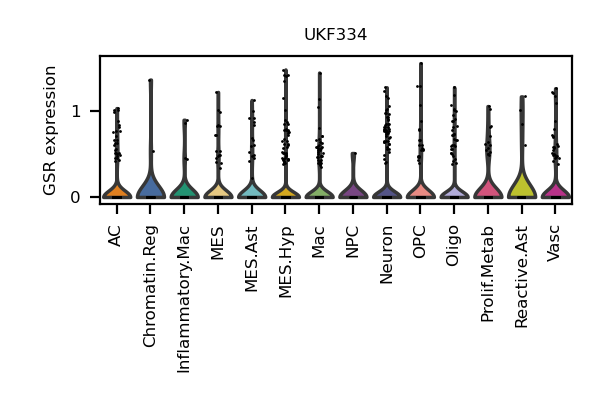 UKF334
GSR expression
1
0
AC
Chromatin.Reg
Inflammatory.Mac
MES
MES.Ast
MES.Hyp
Mac
NPC
Neuron
OPC
Oligo
Prolif.Metab
Reactive.Ast
Vasc